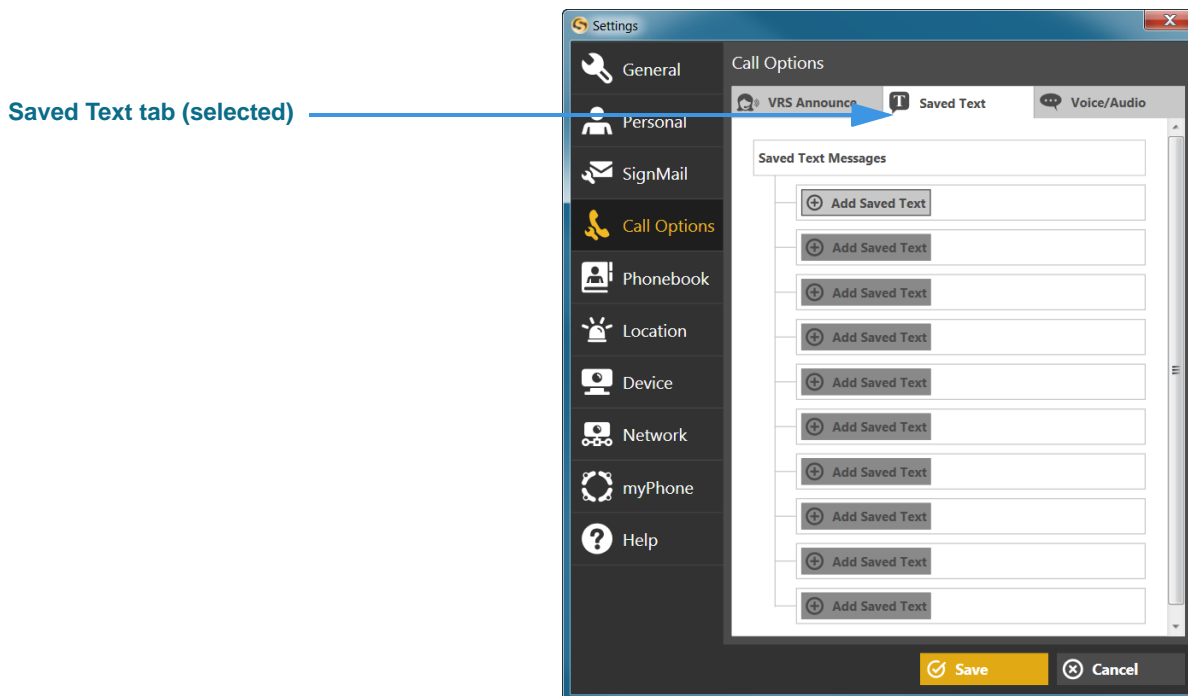 Settings
Saved Text tab (selected)
General
Personal
SignMail
Call Options
Phonebook
Location
Device
Network
myPhone
Help
Call Options
VRS Announce
Saved Text
Voice/Audio
Saved Text Messages
Add Saved Text
Add Saved Text
Add Saved Text
Add Saved Text
Add Saved Text
Add Saved Text
Add Saved Text
Add Saved Text
Add Saved Text
Add Saved Text
Save
Cancel